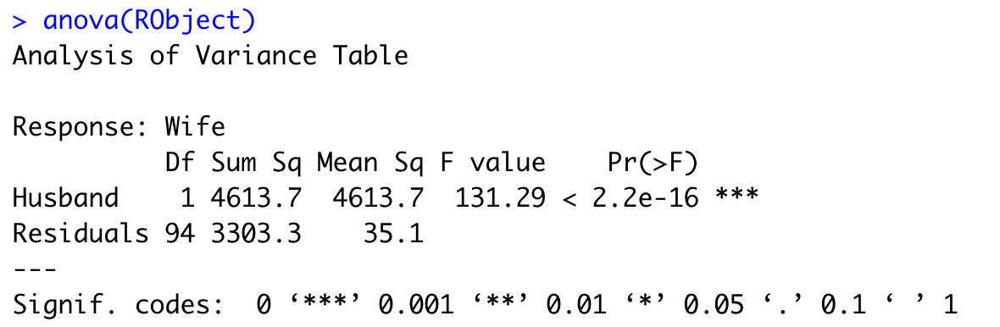 > anova(RObject)
Analysis of Variance Table
Response: Wife
Df Sum Sq Mean Sq F value Pr(>F)
Husband 1 4613.7 4613.7 131.29 < 2.2e-16 ***
Residuals 94 3303.3 35.1
---
Signif. codes: 0 ‘***’ 0.001 ‘**’ 0.01 ‘*’ 0.05 ‘.’ 0.1 ‘ ’ 1